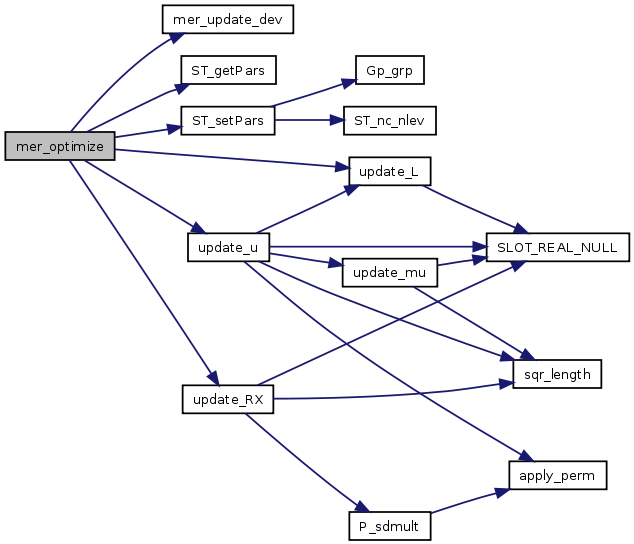 mer_update_dev
ST_getPars
Gp_grp
ST_setPars
ST_nc_nlev
mer_optimize
update_L
update_u
SLOT_REAL_NULL
update_mu
sqr_length
update_RX
apply_perm
P_sdmult